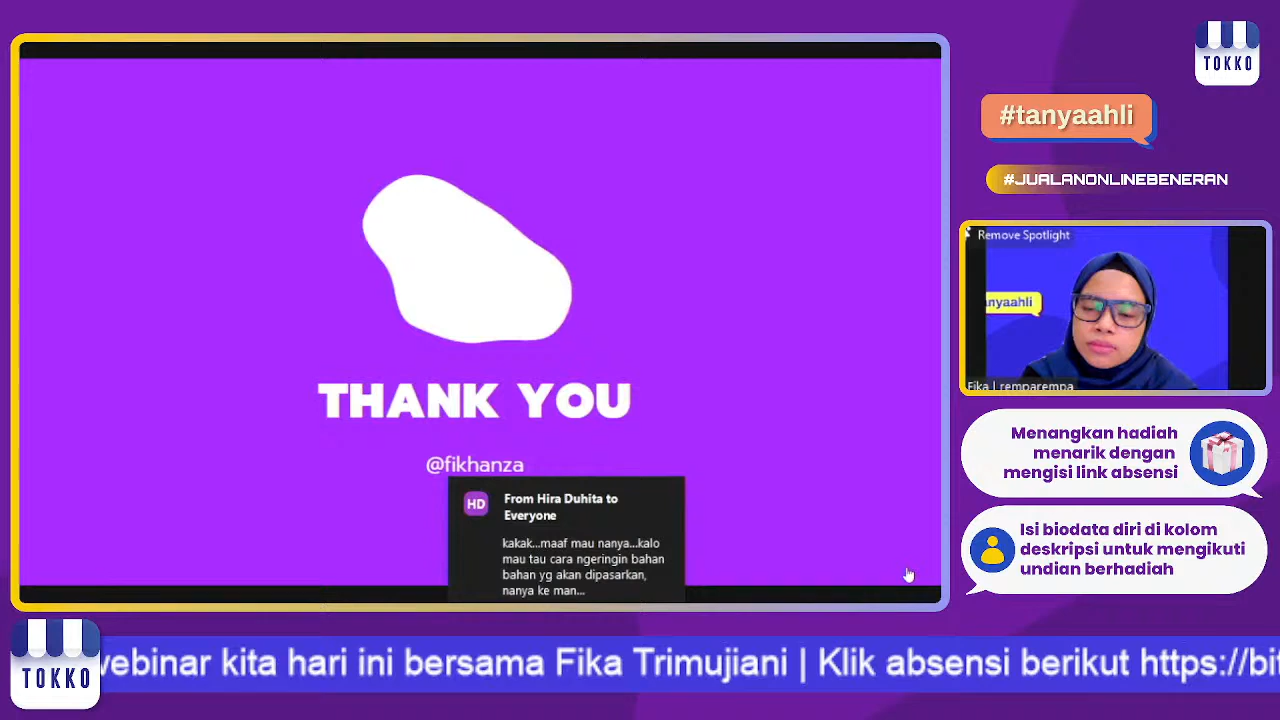 TOKKO
#tanyaahli
#JUALANONLINEBENERAN
Remove Spotlight
anyaahli
Fika | remparempa
THANK YOU
@fikhanza
HD
From Hira Duhita to
Everyone
kakak...maaf mau nanya...kalo
mau tau cara ngeringin bahan
bahan yg akan dipasarkan,
nanya ke man...
Menangkan hadiah
menarik dengan
mengisi link absensi
Isi biodata diri di kolom
deskripsi untuk mengikuti
undian berhadiah
TOKKO
webinar kita hari ini bersama Fika Trimujiani | Klik absensi berikut https://bit